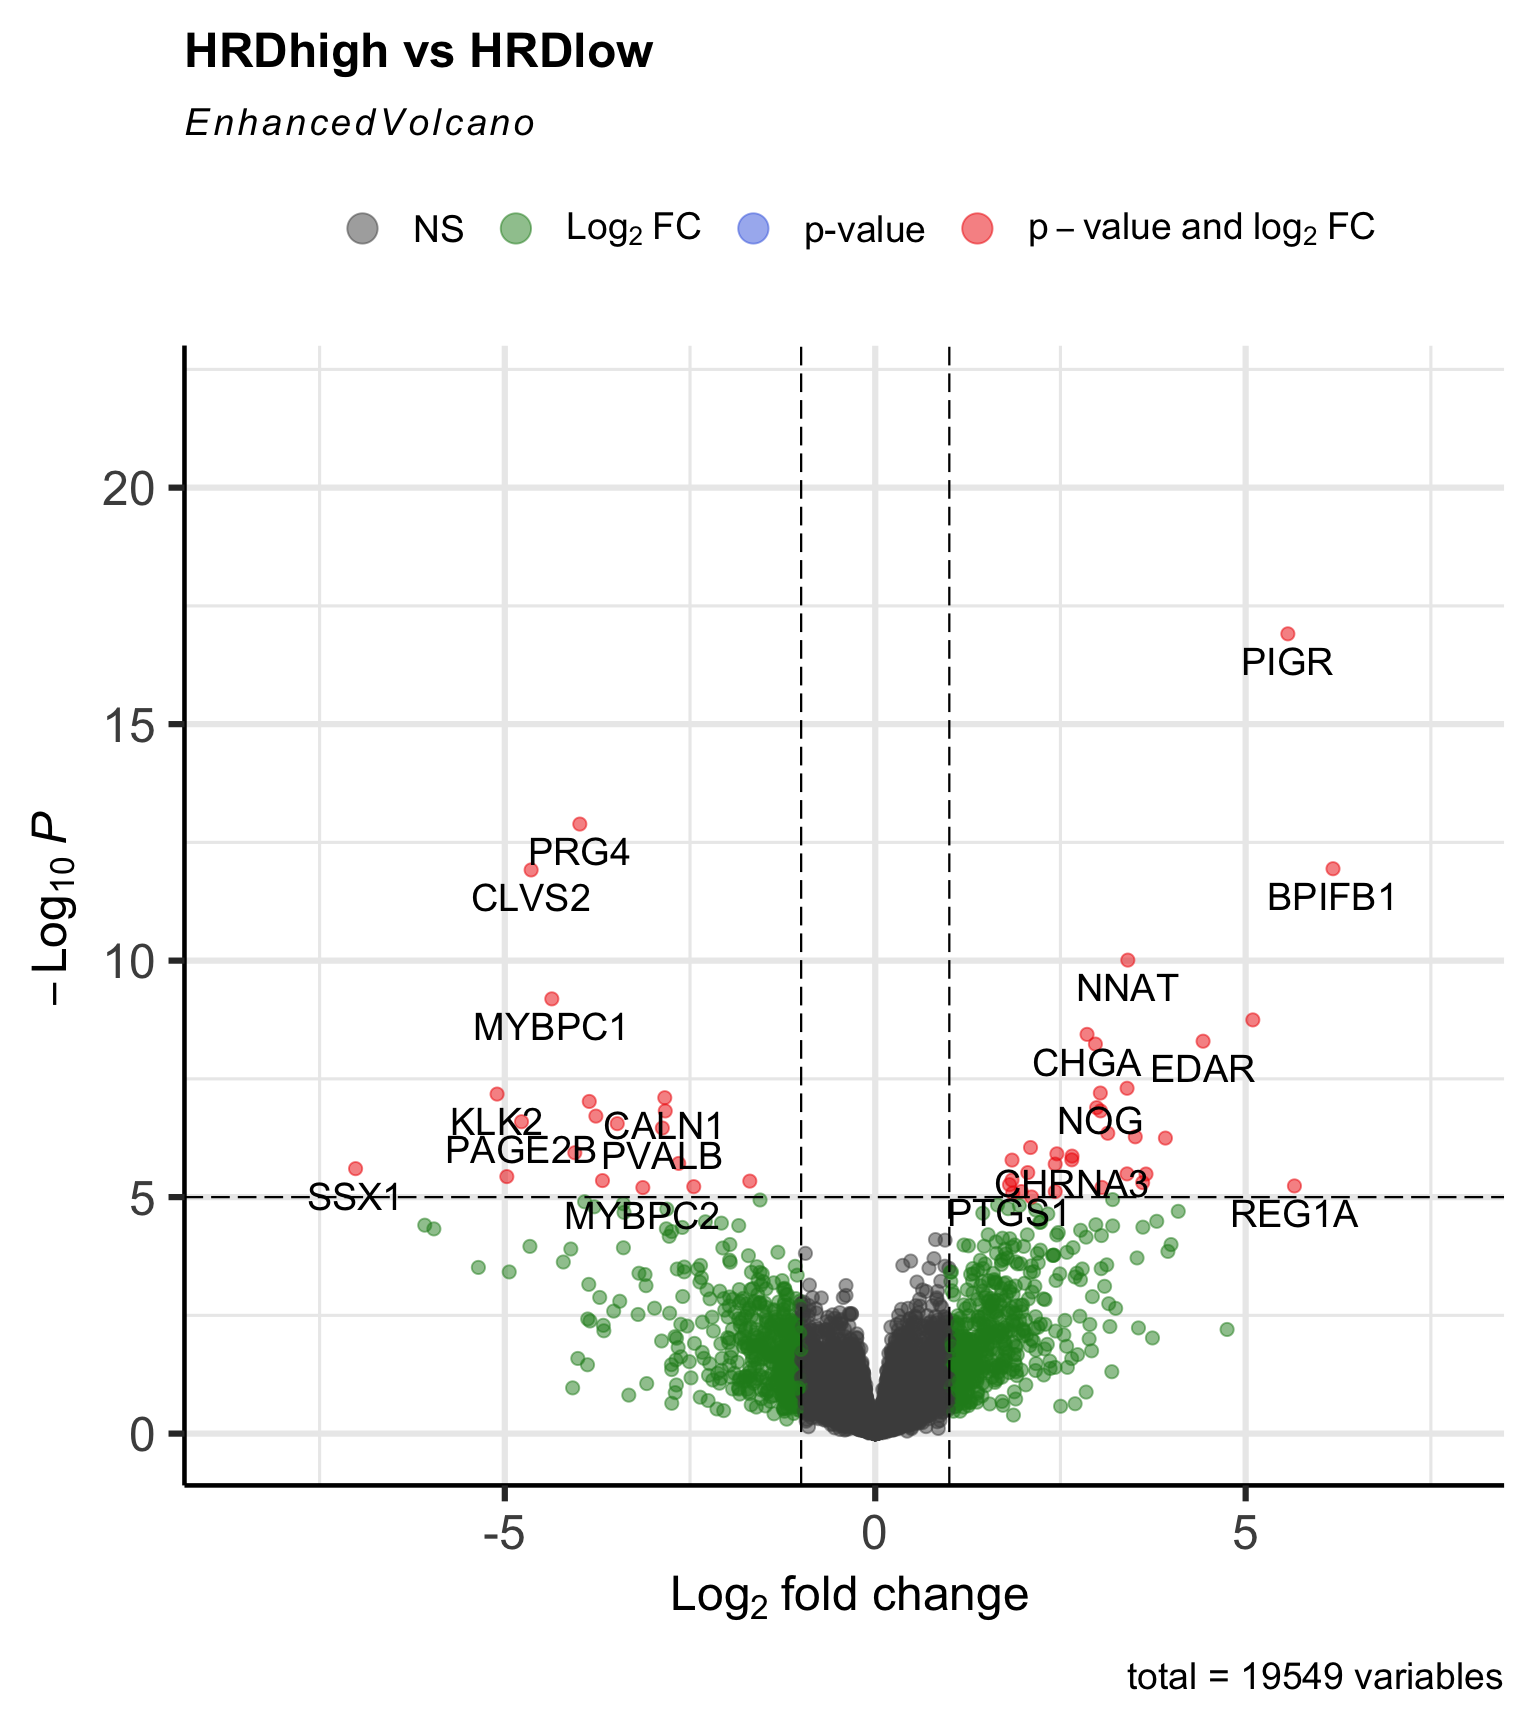 HRDhigh vs HRDlow
EnhancedVolcano
NS Log₂ FC p-value p – value and log₂ FC
–Log₁₀ P
20
15
10
5
0
PIGR
PRG4
CLVS2
BPIFB1
NNAT
MYBPC1
CHGA
EDAR
KLK2
CALN1
NOG
PAGE2B
PVALB
SSX1
CHRNA3
MYBPC2
PTGS1
REG1A
-5 0 5
Log₂ fold change
total = 19549 variables